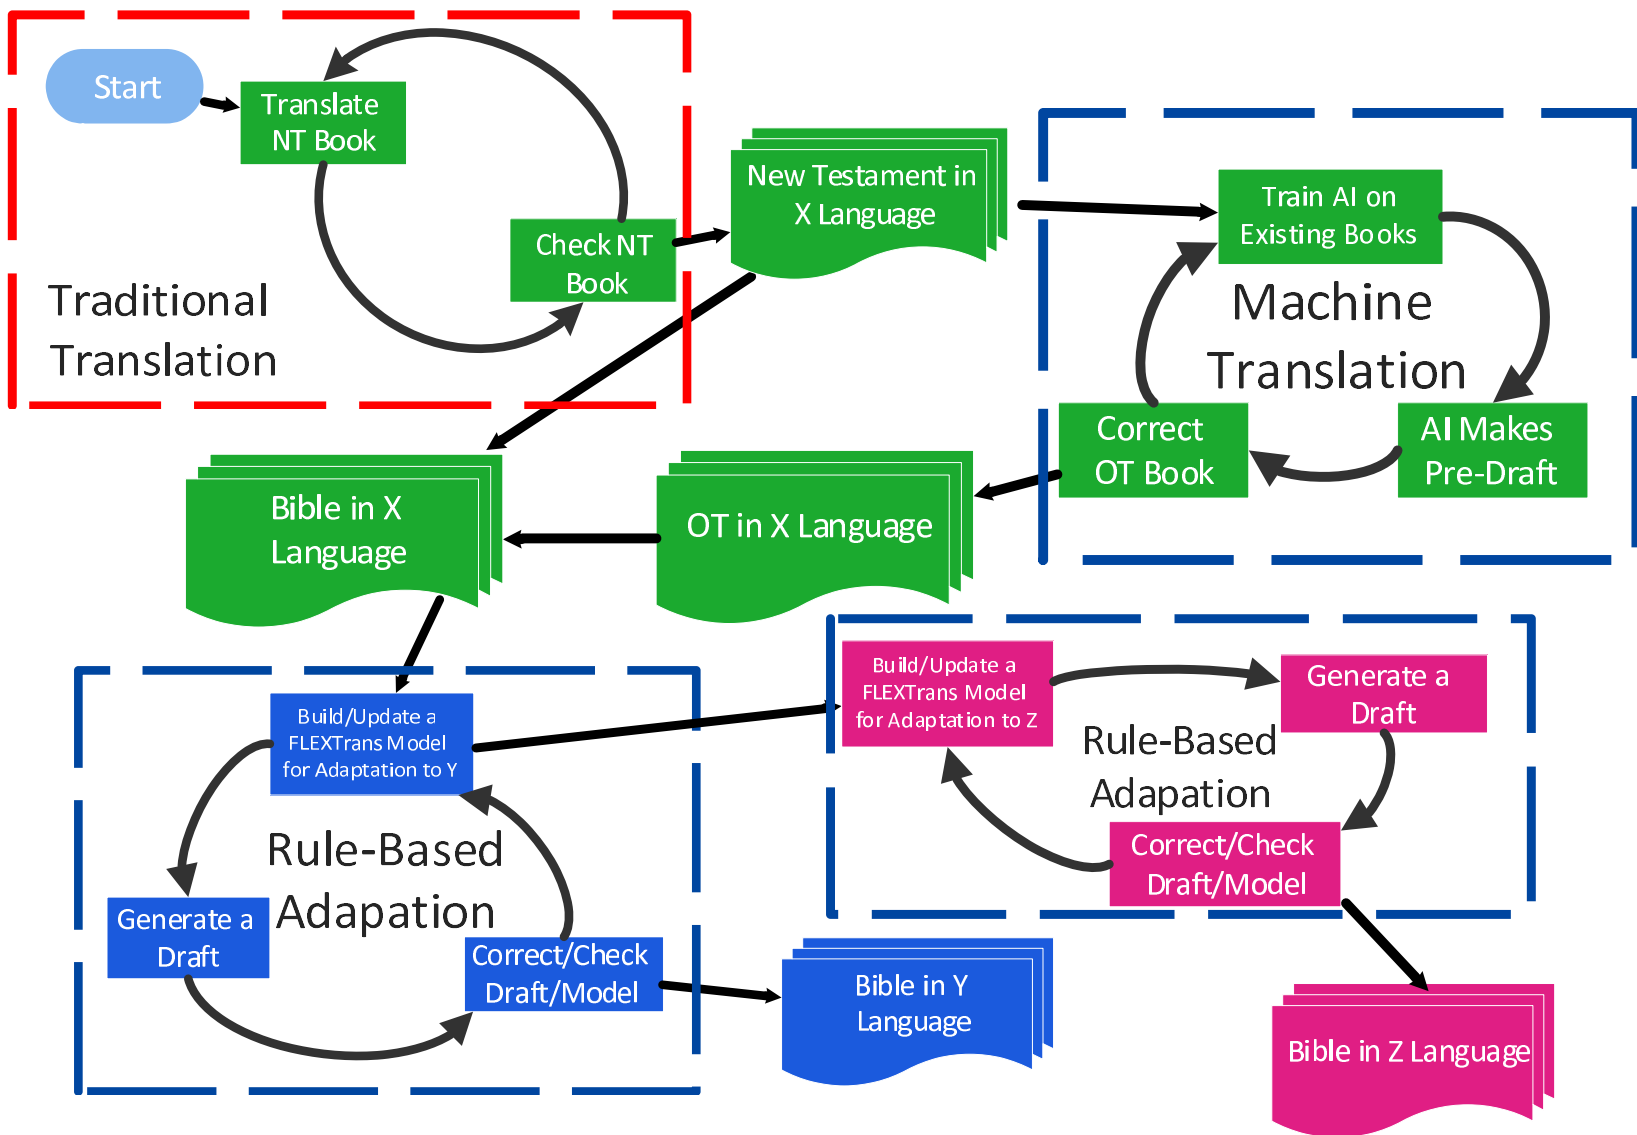 Start
Translate
NT Book
Check NT
Book
Traditional
Translation
New Testament in
X Language
Train AI on
Existing Books
Machine
Translation
Correct
OT Book
AI Makes
Pre-Draft
Bible in X
Language
OT in X Language
Build/Update a
FLEXTrans Model
for Adaptation to Y
Rule-Based
Adapation
Generate a
Draft
Correct/Check
Draft/Model
Bible in Y
Language
Build/Update a
FLEXTrans Model
for Adaptation to Z
Generate a
Draft
Rule-Based
Adapation
Correct/Check
Draft/Model
Bible in Z Language